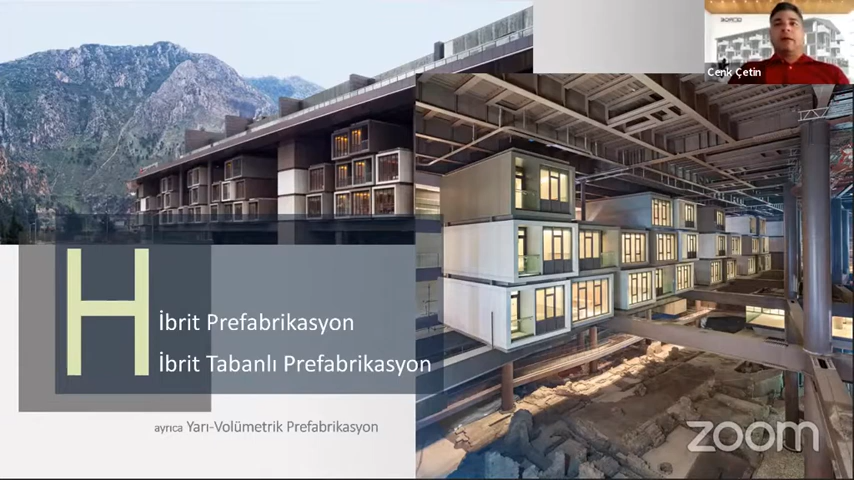 Cenk Çetin
H
İbrit Prefabrikasyon
İbrit Tabanlı Prefabrikasyon
ayrıca Yarı-Volümetrik Prefabrikasyon
zoom